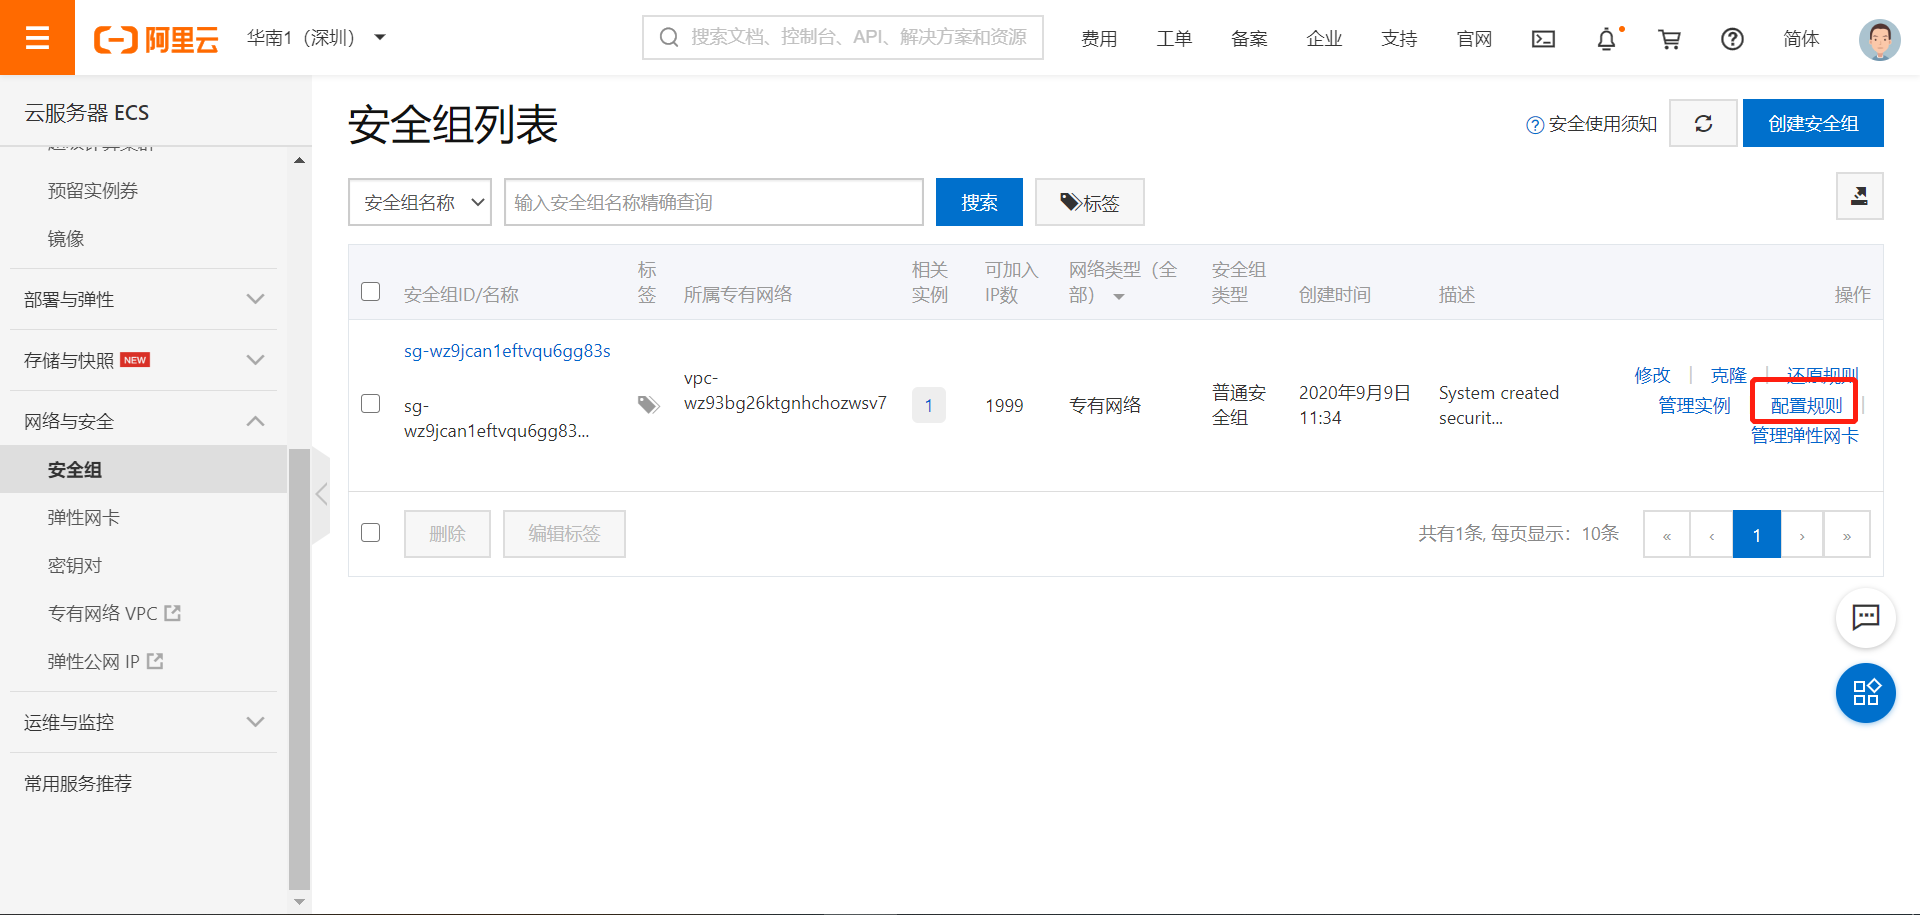 阿里云
华南1（深圳）
搜索文档、控制台、API、解决方案和资源
费用
工单
备案
企业
支持
官网
简体
云服务器 ECS
预留实例券
镜像
部署与弹性
存储与快照 NEW
网络与安全
安全组
弹性网卡
密钥对
专有网络 VPC
弹性公网 IP
运维与监控
常用服务推荐
安全组列表
安全使用须知
创建安全组
安全组名称
输入安全组名称精确查询
搜索
标签
安全组ID/名称
标
签
所属专有网络
相关
实例
可加入
IP数
网络类型（全
部）
安全组
类型
创建时间
描述
操作
sg-wz9jcan1eftvqu6gg83s
sg-
wz9jcan1eftvqu6gg83...
vpc-
wz93bg26ktgnhchozwsv7
1
1999
专有网络
普通安
全组
2020年9月9日
11:34
System created
securit...
修改 | 克隆 | 还原规则
管理实例 | 配置规则 |
管理弹性网卡
删除
编辑标签
共有1条, 每页显示：10条
« ‹ 1 › »